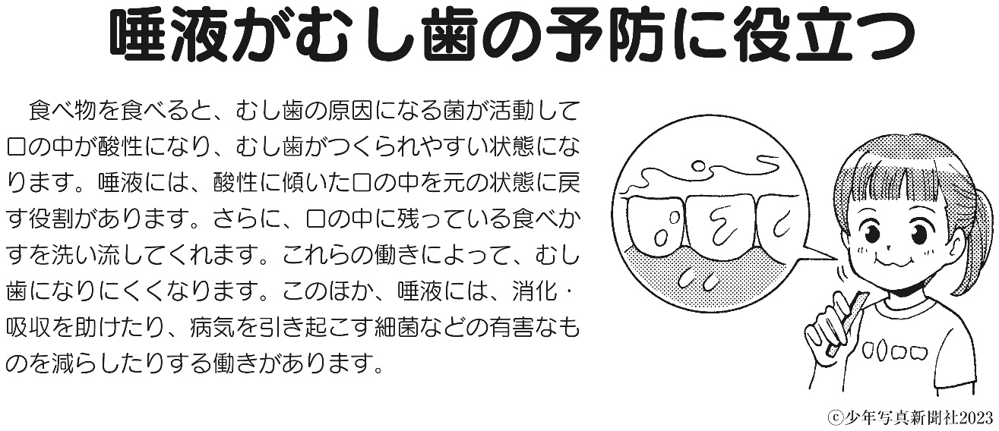 唾液がむし歯の予防に役立つ
　食べ物を食べると、むし歯の原因になる菌が活動して
口の中が酸性になり、むし歯がつくられやすい状態にな
ります。唾液には、酸性に傾いた口の中を元の状態に戻
す役割があります。さらに、口の中に残っている食べか
すを洗い流してくれます。これらの働きによって、むし
歯になりにくくなります。このほか、唾液には、消化・
吸収を助けたり、病気を引き起こす細菌などの有害なも
のを減らしたりする働きがあります。
©少年写真新聞社2023